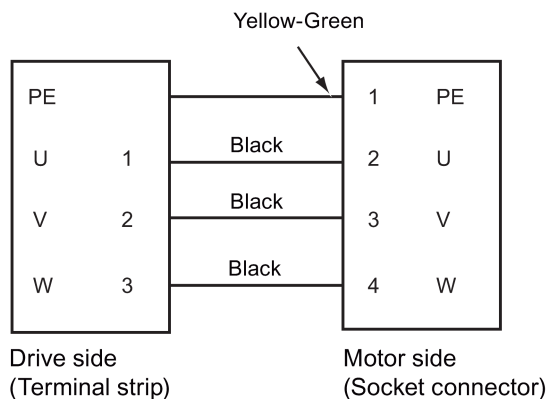 Yellow-Green
PE 1 PE
Black
U 1 2 U
Black
V 2 3 V
Black
W 3 4 W
Drive side
(Terminal strip)
Motor side
(Socket connector)